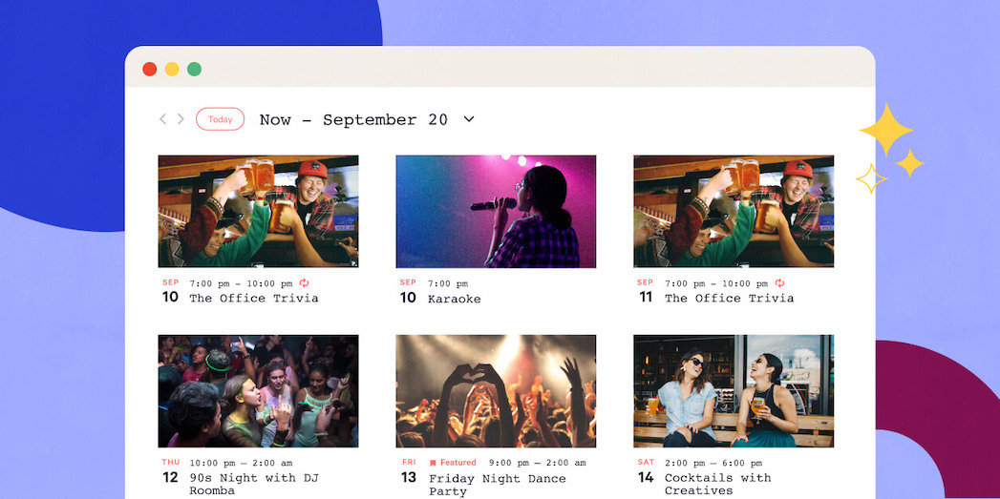 Today
Now – September 20
SEP
10
7:00 pm – 10:00 pm
The Office Trivia
SEP
10
7:00 pm
Karaoke
SEP
11
7:00 pm – 10:00 pm
The Office Trivia
THU
12
10:00 pm – 2:00 am
90s Night with DJ
Roomba
FRI
13
Featured 9:00 pm – 2:00 am
Friday Night Dance
Party
SAT
14
2:00 pm – 6:00 pm
Cocktails with
Creatives